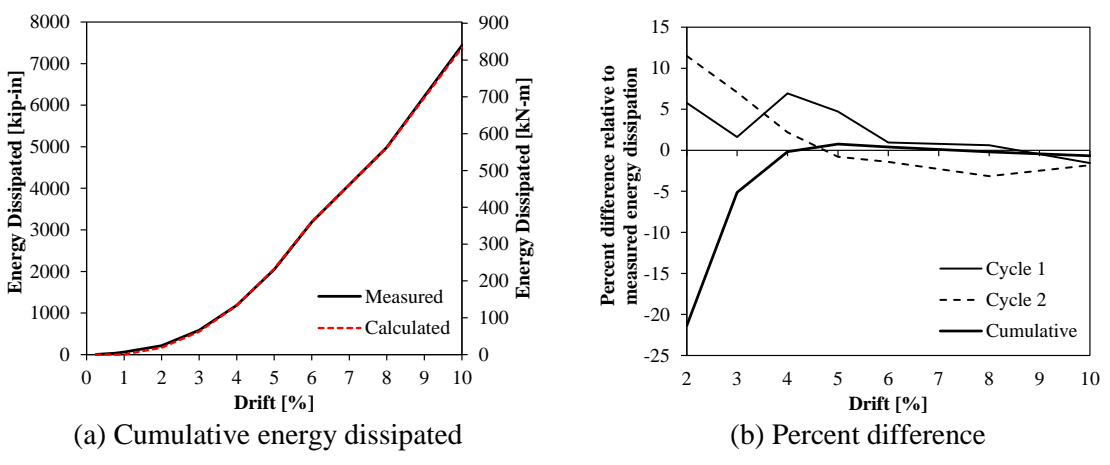 8000
7000
6000
5000
4000
3000
2000
1000
0
Energy Dissipated [kip-in]
900
800
700
600
500
400
300
200
100
0
Energy Dissipated [kN-m]
Measured
Calculated
0 1 2 3 4 5 6 7 8 9 10
Drift [%]
(a) Cumulative energy dissipated
15
10
5
0
-5
-10
-15
-20
-25
Percent difference relative to
measured energy dissipation
Cycle 1
Cycle 2
Cumulative
2 3 4 5 6 7 8 9 10
Drift [%]
(b) Percent difference